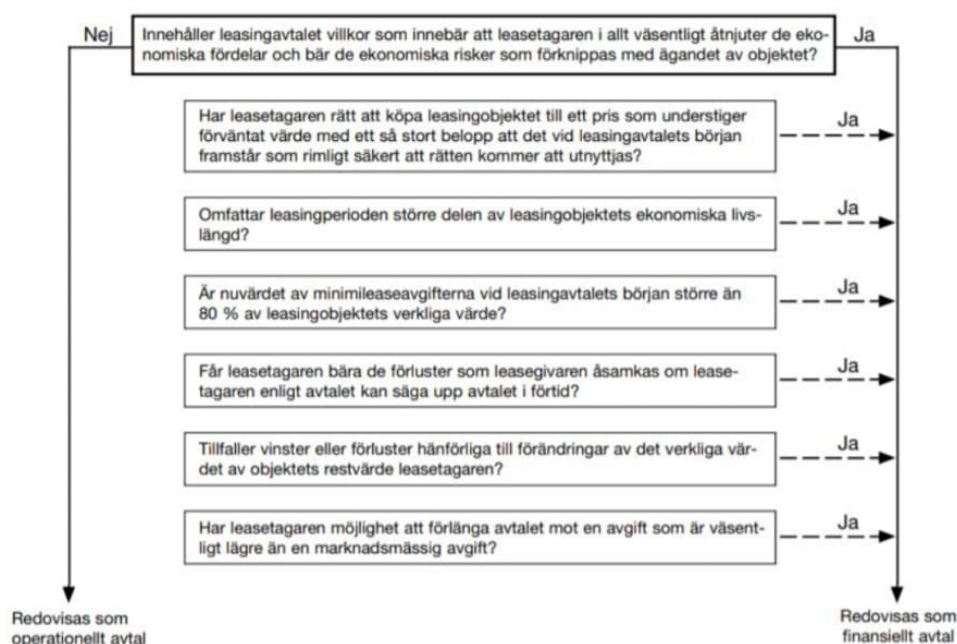 Nej
Innehåller leasingavtalet villkor som innebär att leasetagaren i allt väsentligt åtnjuter de eko-
nomiska fördelar och bär de ekonomiska risker som förknippas med ägandet av objektet?
Ja
Har leasetagaren rätt att köpa leasingobjektet till ett pris som understiger
förväntat värde med ett så stort belopp att det vid leasingavtalets början
framstår som rimligt säkert att rätten kommer att utnyttjas?
Ja
Omfattar leasingperioden större delen av leasingobjektets ekonomiska livs-
längd?
Ja
Är nuvärdet av minimileaseavgifterna vid leasingavtalets början större än
80 % av leasingobjektets verkliga värde?
Ja
Får leasetagaren bära de förluster som leasegivaren åsamkas om lease-
tagaren enligt avtalet kan säga upp avtalet i förtid?
Ja
Tillfaller vinster eller förluster hänförliga till förändringar av det verkliga vär-
det av objektets restvärde leasetagaren?
Ja
Har leasetagaren möjlighet att förlänga avtalet mot en avgift som är väsent-
ligt lägre än en marknadsmässig avgift?
Ja
Redovisas som
operationellt avtal
Redovisas som
finansiellt avtal